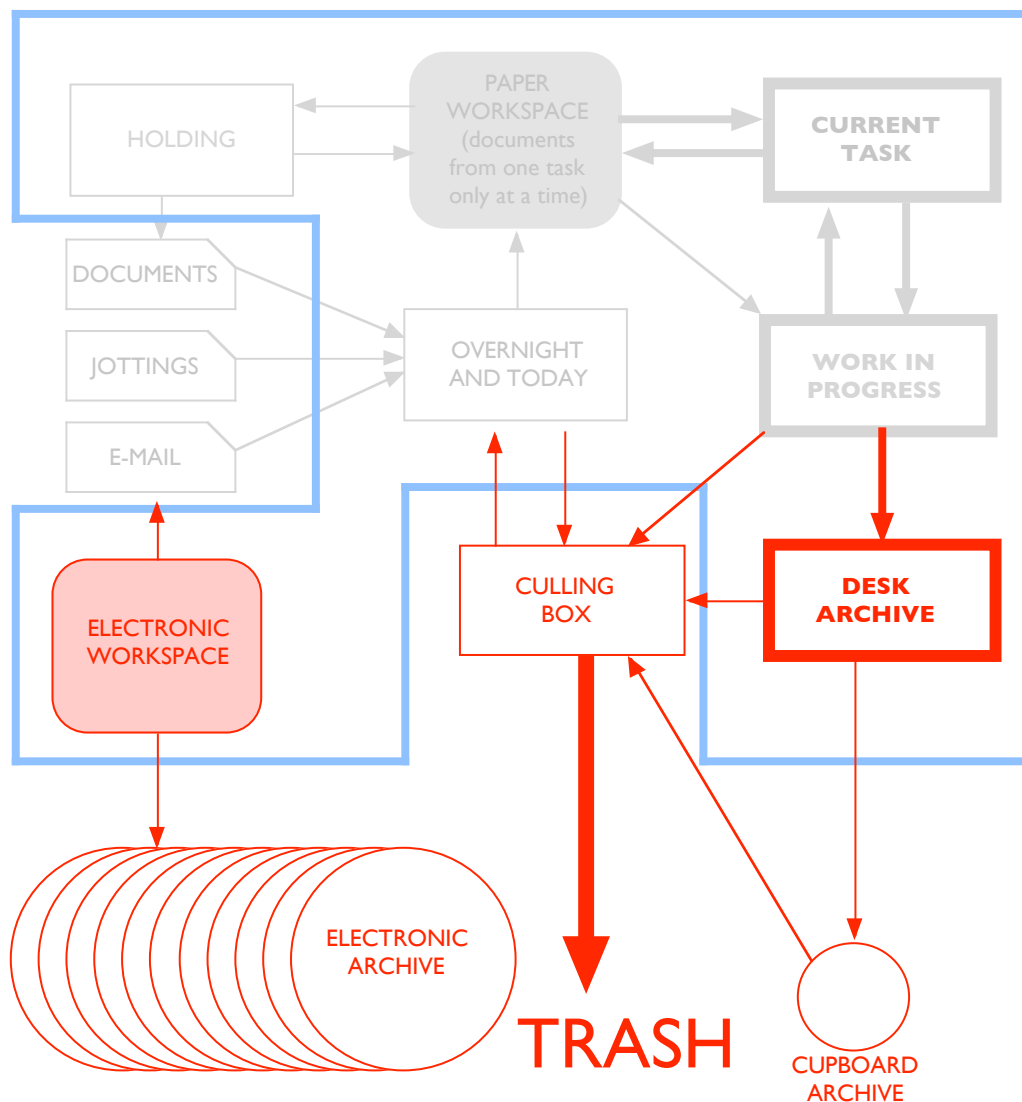 PAPER
WORKSPACE
(documents
from one task
only at a time)
HOLDING
CURRENT
TASK
DOCUMENTS
JOTTINGS
E-MAIL
OVERNIGHT
AND TODAY
WORK IN
PROGRESS
ELECTRONIC
WORKSPACE
CULLING
BOX
DESK
ARCHIVE
ELECTRONIC
ARCHIVE
TRASH
CUPBOARD
ARCHIVE